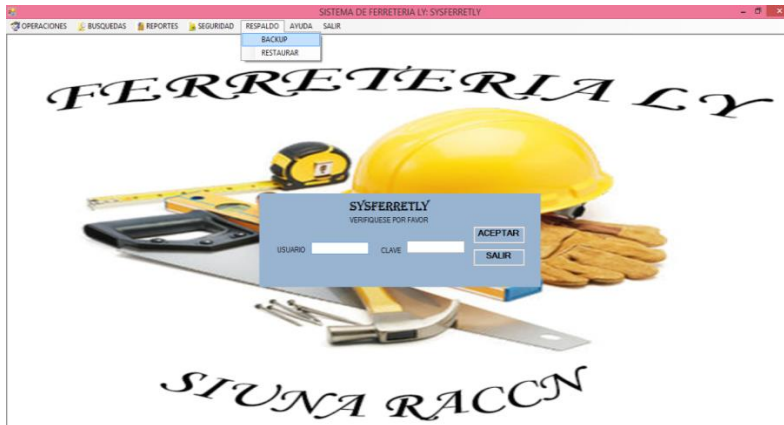 SISTEMA DE FERRETERIA LY: SYSFERRETLY
OPERACIONES BUSQUEDAS REPORTES SEGURIDAD RESPALDO AYUDA SALIR
BACKUP
RESTAURAR
FERRETERIA LY
SYSFERRETLY
VERIFIQUESE POR FAVOR
USUARIO CLAVE ACEPTAR
SALIR
SIUNA RACCN